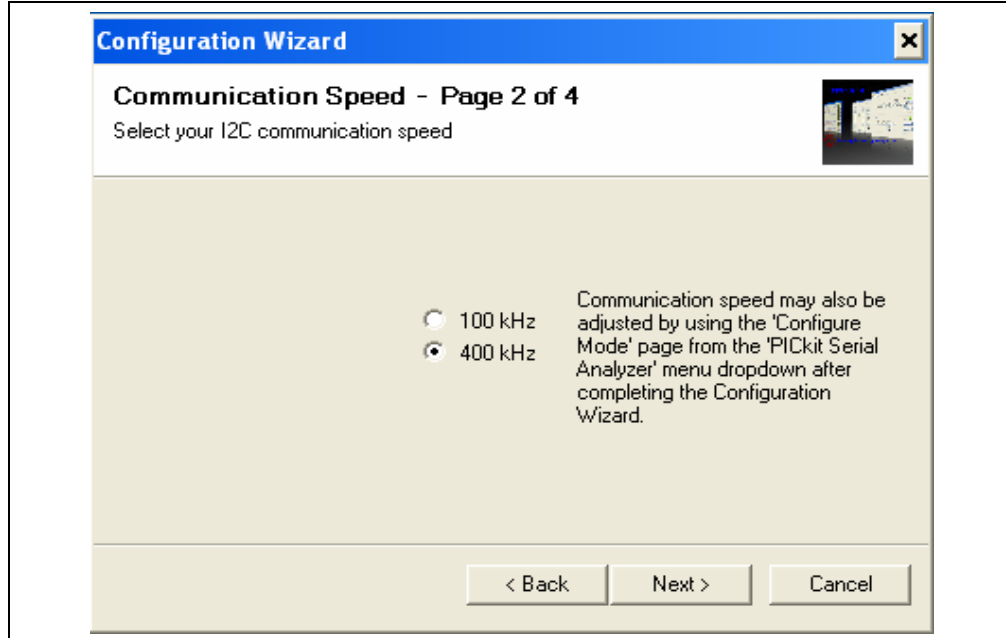 Configuration Wizard
Communication Speed - Page 2 of 4
Select your I2C communication speed
100 kHz
400 kHz
Communication speed may also be
adjusted by using the 'Configure
Mode' page from the 'PICkit Serial
Analyzer' menu dropdown after
completing the Configuration
Wizard.
< Back
Next >
Cancel